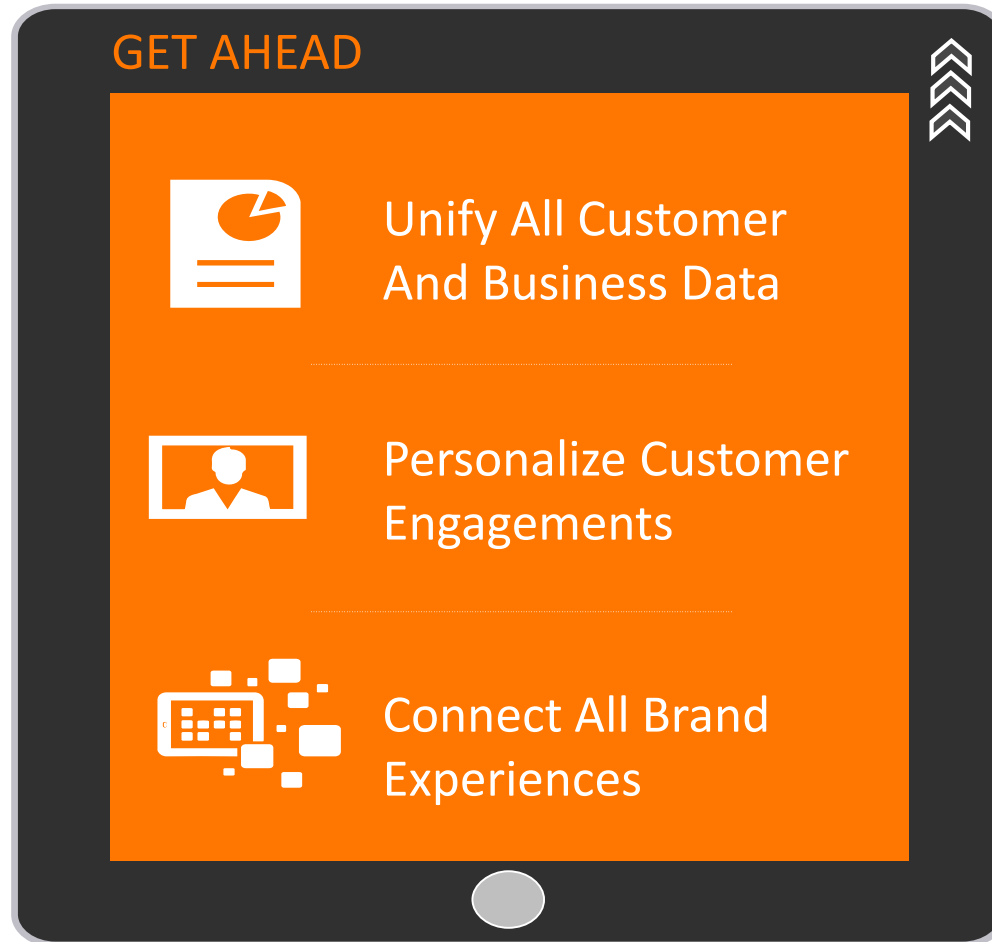 GET AHEAD
Unify All Customer
And Business Data
Personalize Customer
Engagements
Connect All Brand
Experiences